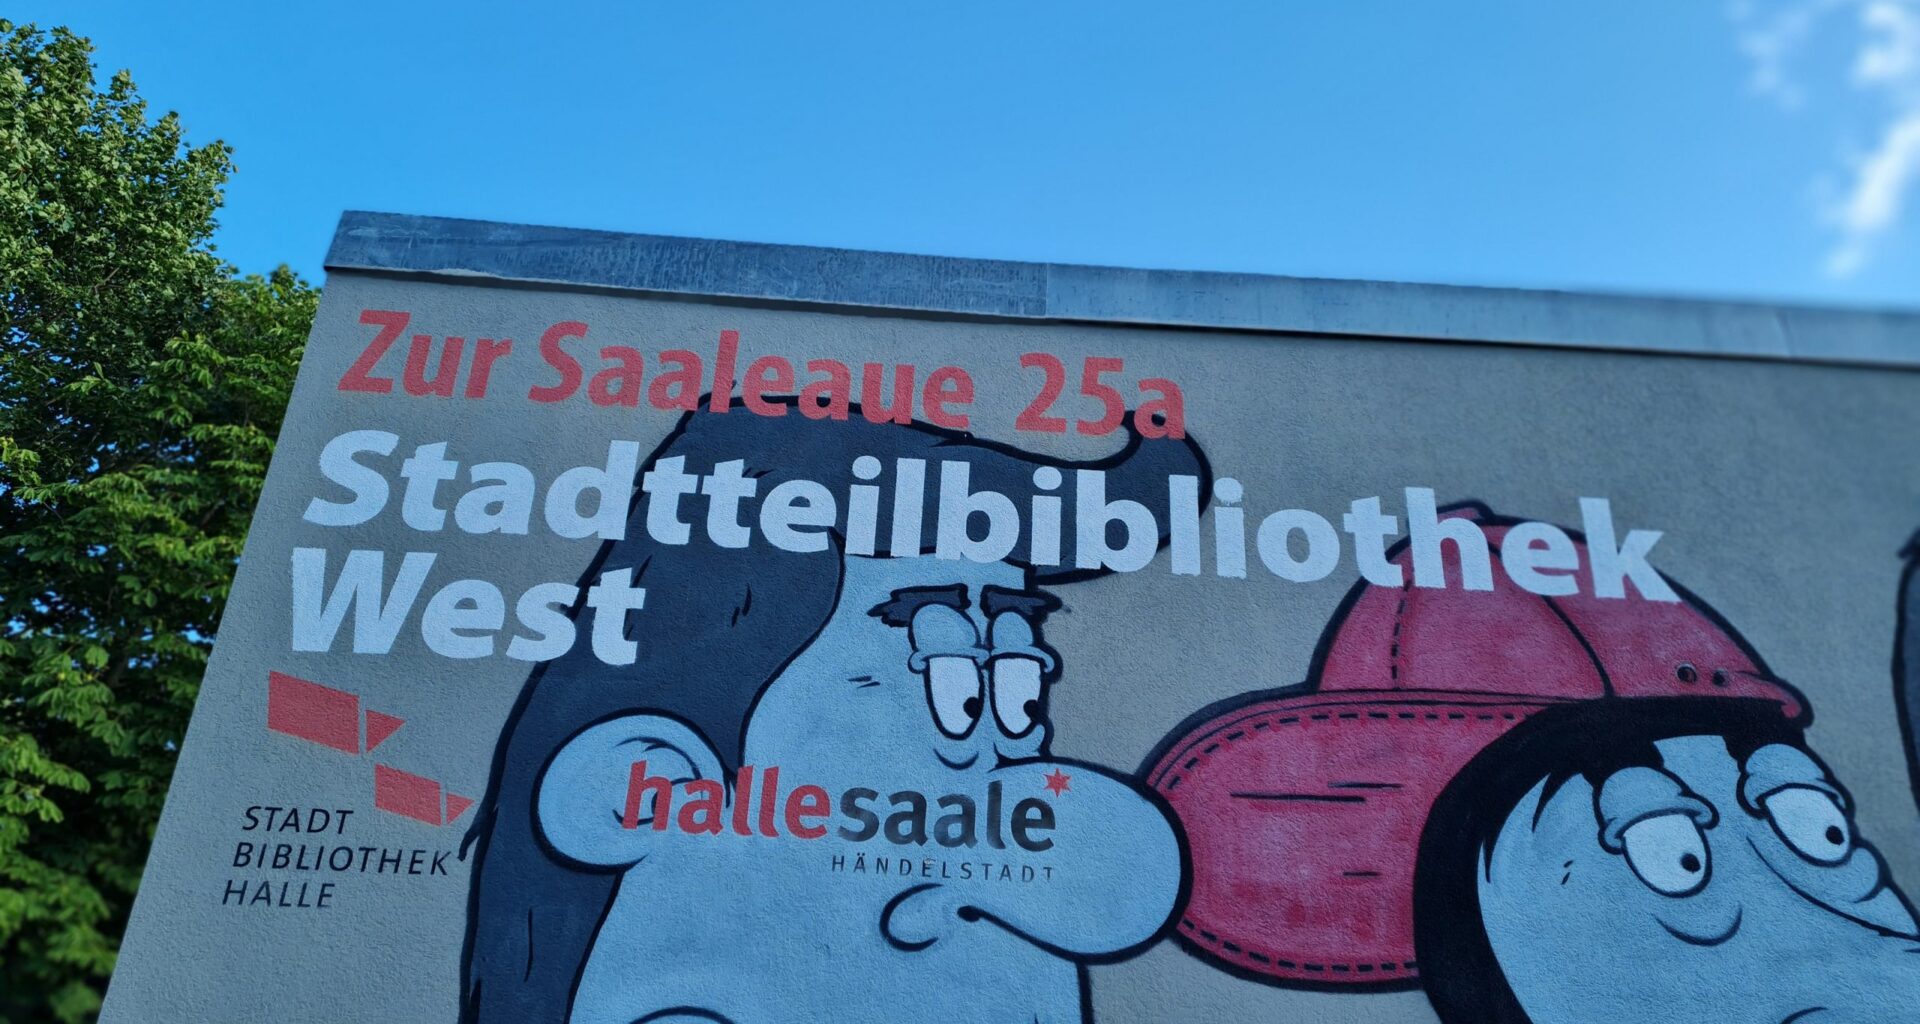 Zur Saaleaue 25a
Stadtteilbibliothek
West
STADT
BIBLIOTHEK
HALLE
hallesaale
HÄNDELSTADT